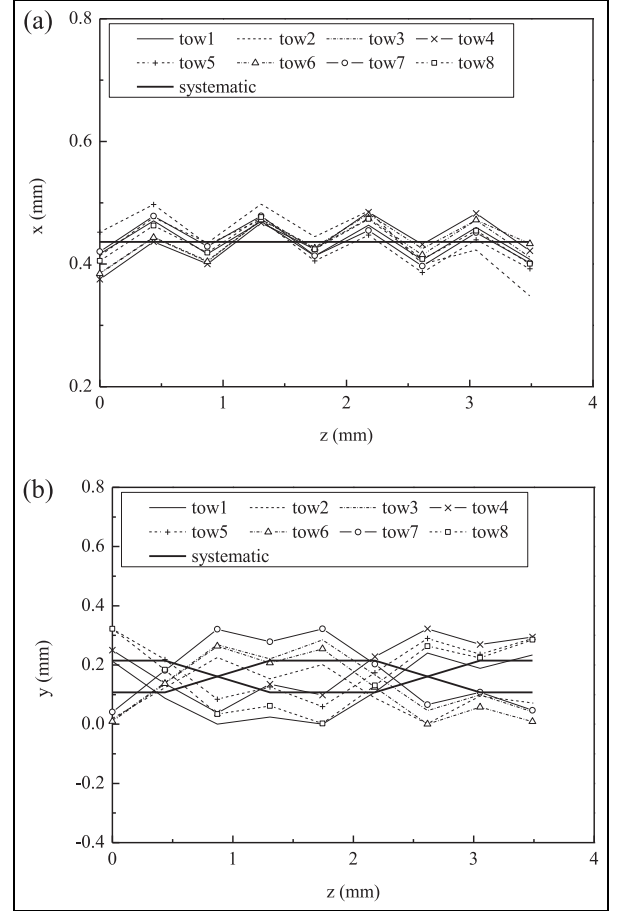 (a)
0.8
tow1 tow2 tow3 tow4
tow5 tow6 tow7 tow8
systematic
0.6
x (mm)
0.4
0.2
0 1 2 3 4
z (mm)
(b)
0.8
tow1 tow2 tow3 tow4
tow5 tow6 tow7 tow8
systematic
0.6
0.4
y (mm)
0.2
0.0
-0.2
-0.4
0 1 2 3 4
z (mm)